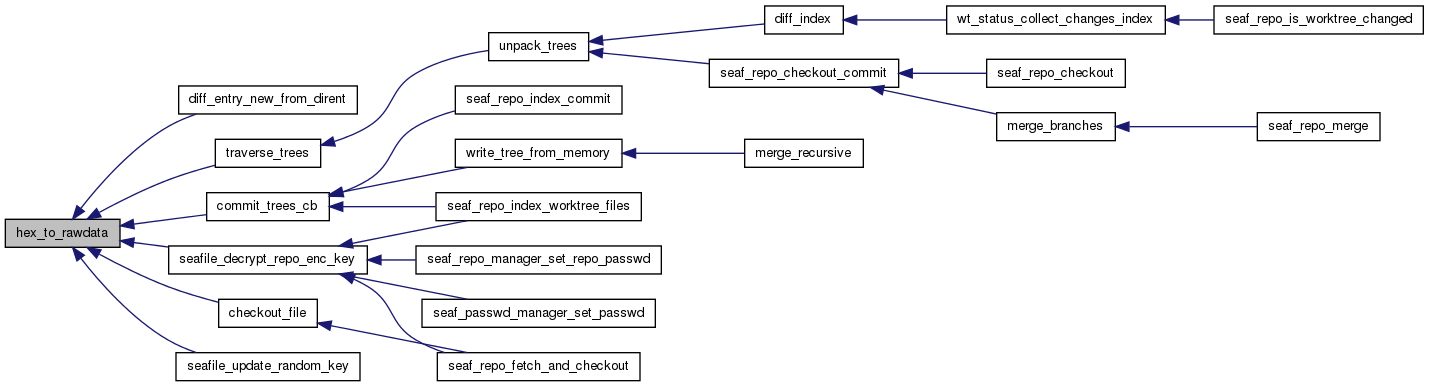 diff_index
wt_status_collect_changes_index
seaf_repo_is_worktree_changed
unpack_trees
seaf_repo_checkout_commit
seaf_repo_checkout
diff_entry_new_from_dirent
seaf_repo_index_commit
merge_branches
seaf_repo_merge
traverse_trees
write_tree_from_memory
merge_recursive
commit_trees_cb
seaf_repo_index_worktree_files
hex_to_rawdata
seafile_decrypt_repo_enc_key
seaf_repo_manager_set_repo_passwd
checkout_file
seaf_passwd_manager_set_passwd
seafile_update_random_key
seaf_repo_fetch_and_checkout